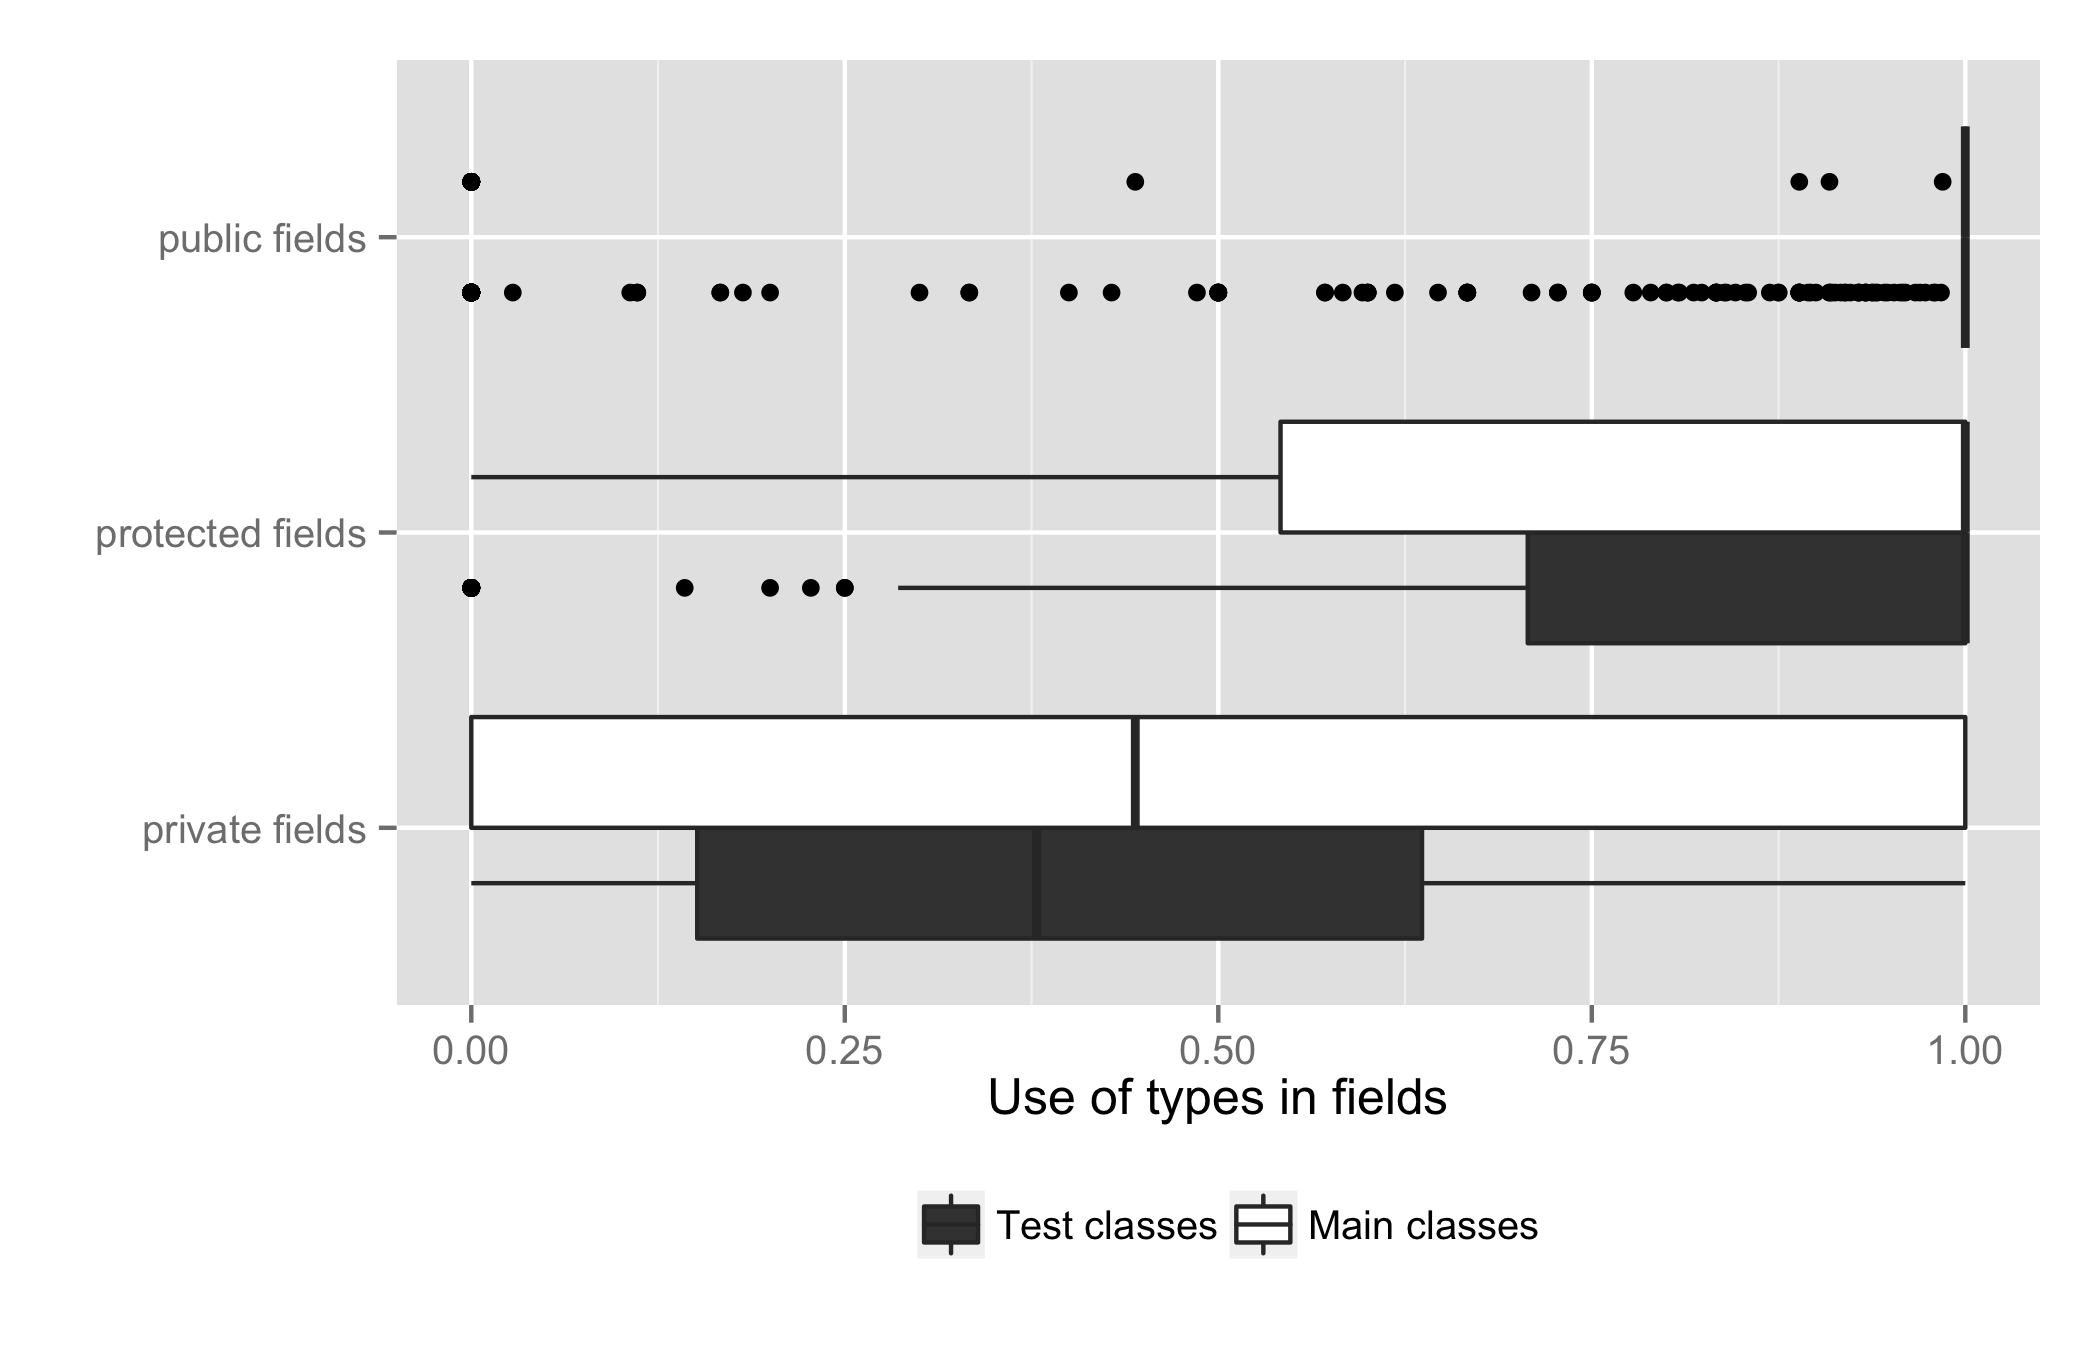 public fields
protected fields
private fields
0.00 0.25 0.50 0.75 1.00
Use of types in fields
Test classes Main classes